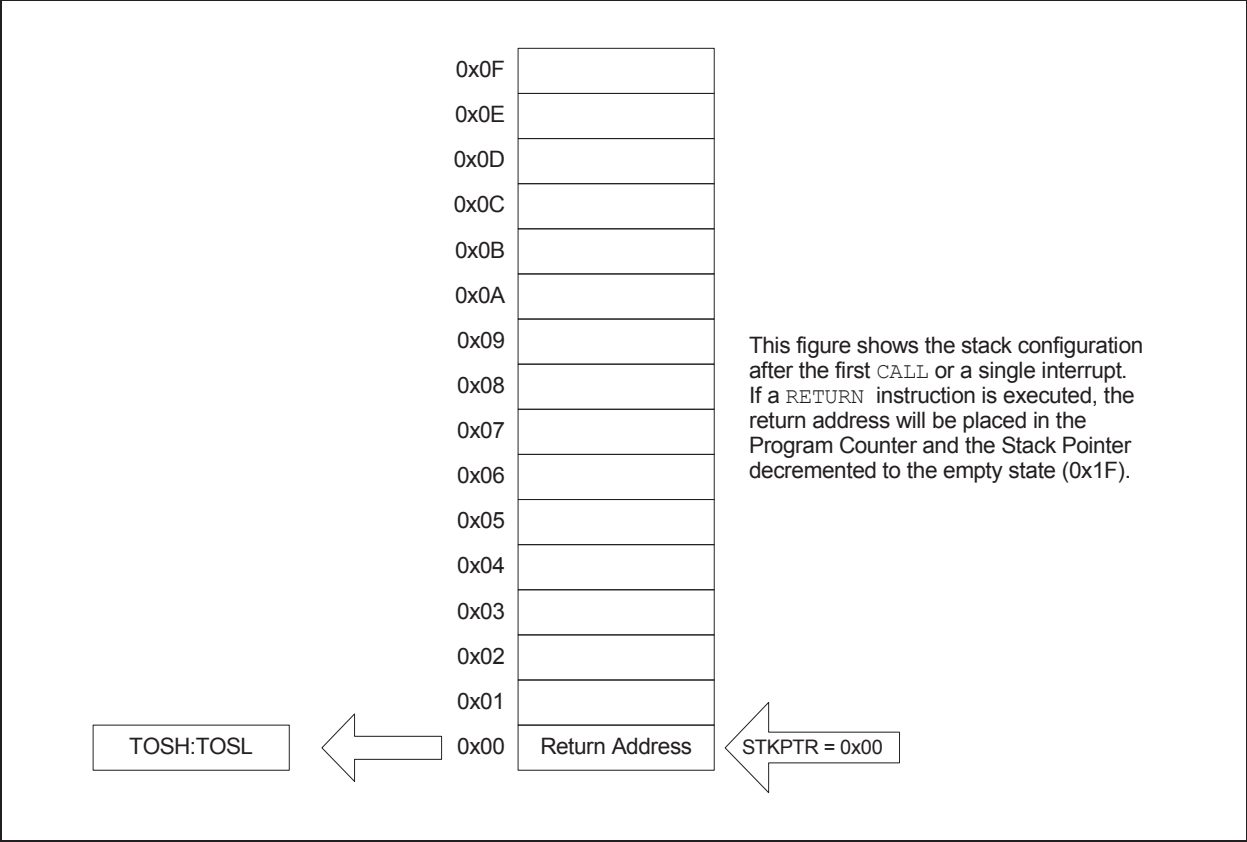 0x0F
0x0E
0x0D
0x0C
0x0B
0x0A
0x09
This figure shows the stack configuration
after the first CALL or a single interrupt.
0x08
If a RETURN instruction is executed, the
return address will be placed in the
0x07
Program Counter and the Stack Pointer
decremented to the empty state (0x1F).
0x06
0x05
0x04
0x03
0x02
0x01
TOSH:TOSL 0x00 Return Address STKPTR = 0x00